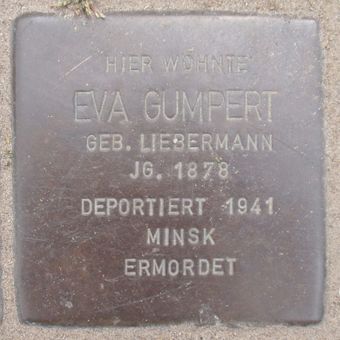 HIER WOHNTE
EVA GUMPERT
GEB. LIEBERMANN
JG. 1878
DEPORTIERT 1941
MINSK
ERMORDET